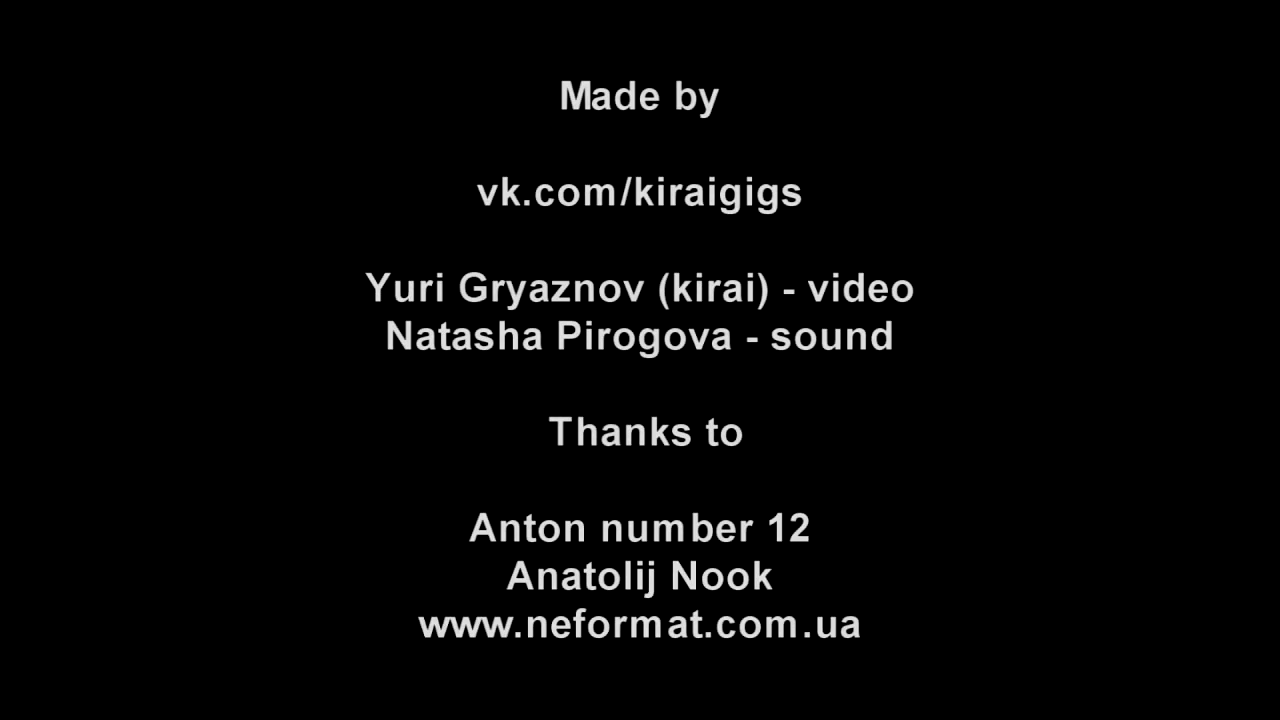 Made by
vk.com/kiraigigs
Yuri Gryaznov (kirai) - video
Natasha Pirogova - sound
Thanks to
Anton number 12
Anatolij Nook
www.neformat.com.ua